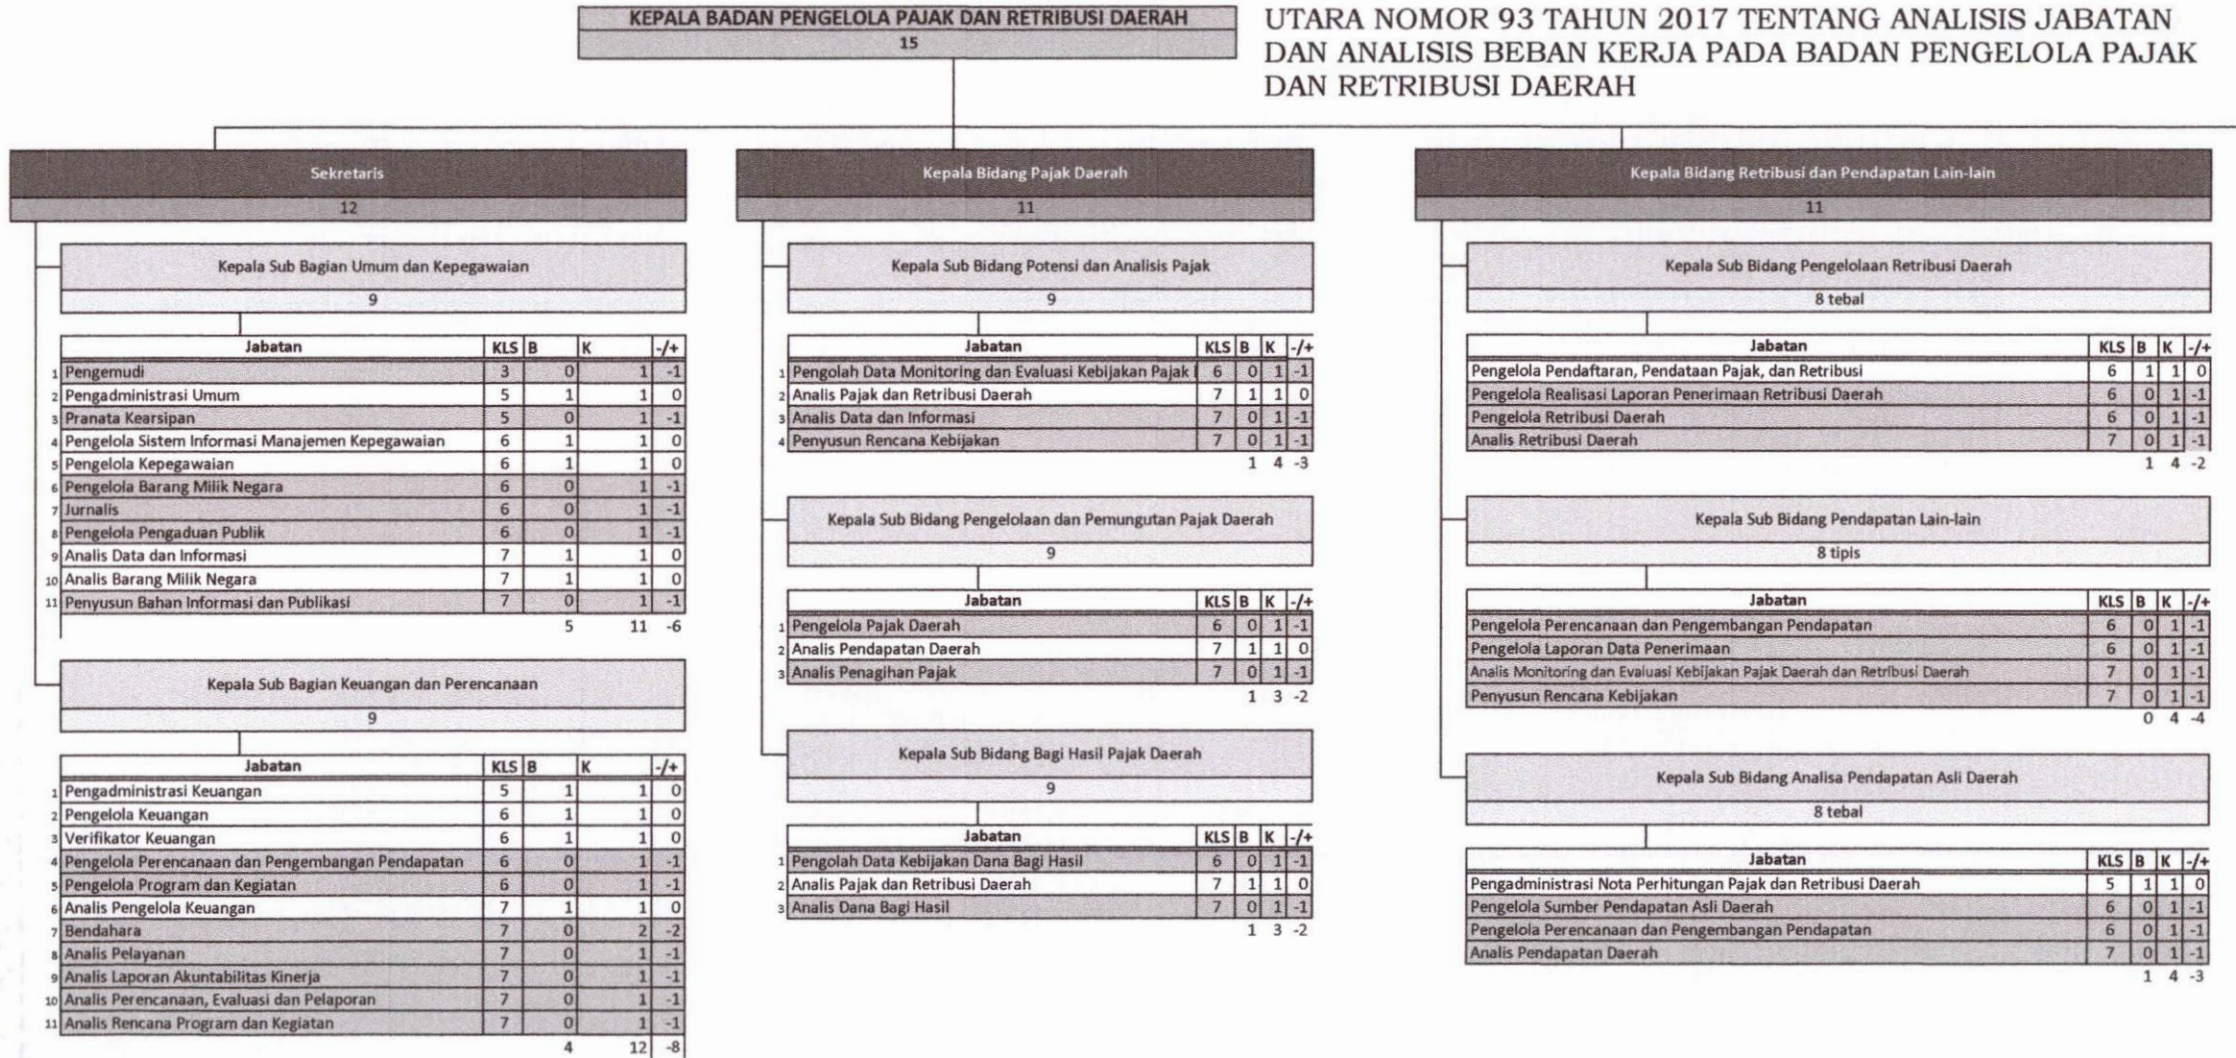 KEPALA BADAN PENGELOLA PAJAK DAN RETRIBUSI DAERAH
15
UTARA NOMOR 93 TAHUN 2017 TENTANG ANALISIS JABATAN
DAN ANALISIS BEBAN KERJA PADA BADAN PENGELOLA PAJAK
DAN RETRIBUSI DAERAH
Sekretaris
12
Kepala Sub Bagian Umum dan Kepegawaian
9
Jabatan KLS B K -/+
1 Pengemudi 3 0 1 -1
2 Pengadministrasi Umum 5 1 1 0
3 Pranata Kearsipan 5 0 1 -1
4 Pengelola Sistem Informasi Manajemen Kepegawaian 6 1 1 0
5 Pengelola Kepegawaian 6 1 1 0
6 Pengelola Barang Milik Negara 6 0 1 -1
7 Jurnalis 6 0 1 -1
8 Pengelola Pengaduan Publik 6 0 1 -1
9 Analis Data dan Informasi 7 1 1 0
10 Analis Barang Milik Negara 7 1 1 0
11 Penyusun Bahan Informasi dan Publikasi 7 0 1 -1
5 11 -6
Kepala Sub Bagian Keuangan dan Perencanaan
9
Jabatan KLS B K -/+
1 Pengadministrasi Keuangan 5 1 1 0
2 Pengelola Keuangan 6 1 1 0
3 Verifikator Keuangan 6 1 1 0
4 Pengelola Perencanaan dan Pengembangan Pendapatan 6 0 1 -1
5 Pengelola Program dan Kegiatan 6 0 1 -1
6 Analis Pengelola Keuangan 7 1 1 0
7 Bendahara 7 0 2 -2
8 Analis Pelayanan 7 0 1 -1
9 Analis Laporan Akuntabilitas Kinerja 7 0 1 -1
10 Analis Perencanaan, Evaluasi dan Pelaporan 7 0 1 -1
11 Analis Rencana Program dan Kegiatan 7 0 1 -1
4 12 -8
Kepala Bidang Pajak Daerah
11
Kepala Sub Bidang Potensi dan Analisis Pajak
9
Jabatan KLS B K -/+
1 Pengolah Data Monitoring dan Evaluasi Kebijakan Pajak 6 0 1 -1
2 Analis Pajak dan Retribusi Daerah 7 1 1 0
3 Analis Data dan Informasi 7 0 1 -1
4 Penyusun Rencana Kebijakan 7 0 1 -1
1 4 -3
Kepala Sub Bidang Pengelolaan dan Pemungutan Pajak Daerah
9
Jabatan KLS B K -/+
1 Pengelola Pajak Daerah 6 0 1 -1
2 Analis Pendapatan Daerah 7 1 1 0
3 Analis Penagihan Pajak 7 0 1 -1
1 3 -2
Kepala Sub Bidang Bagi Hasil Pajak Daerah
9
Jabatan KLS B K -/+
1 Pengolah Data Kebijakan Dana Bagi Hasil 6 0 1 -1
2 Analis Pajak dan Retribusi Daerah 7 1 1 0
3 Analis Dana Bagi Hasil 7 0 1 -1
1 3 -2
Kepala Bidang Retribusi dan Pendapatan Lain-lain
11
Kepala Sub Bidang Pengelolaan Retribusi Daerah
8 tebal
Jabatan KLS B K -/+
Pengelola Pendaftaran, Pendataan Pajak, dan Retribusi 6 1 1 0
Pengelola Realisasi Laporan Penerimaan Retribusi Daerah 6 0 1 -1
Pengelola Retribusi Daerah 6 0 1 -1
Analis Retribusi Daerah 7 0 1 -1
1 4 -2
Kepala Sub Bidang Pendapatan Lain-lain
8 tipis
Jabatan KLS B K -/+
Pengelola Perencanaan dan Pengembangan Pendapatan 6 0 1 -1
Pengelola Laporan Data Penerimaan 6 0 1 -1
Analis Monitoring dan Evaluasi Kebijakan Pajak Daerah dan Retribusi Daerah 7 0 1 -1
Penyusun Rencana Kebijakan 7 0 1 -1
0 4 -4
Kepala Sub Bidang Analisa Pendapatan Asli Daerah
8 tebal
Jabatan KLS B K -/+
Pengadministrasi Nota Perhitungan Pajak dan Retribusi Daerah 5 1 1 0
Pengelola Sumber Pendapatan Asli Daerah 6 0 1 -1
Pengelola Perencanaan dan Pengembangan Pendapatan 6 0 1 -1
Analis Pendapatan Daerah 7 0 1 -1
1 4 -3